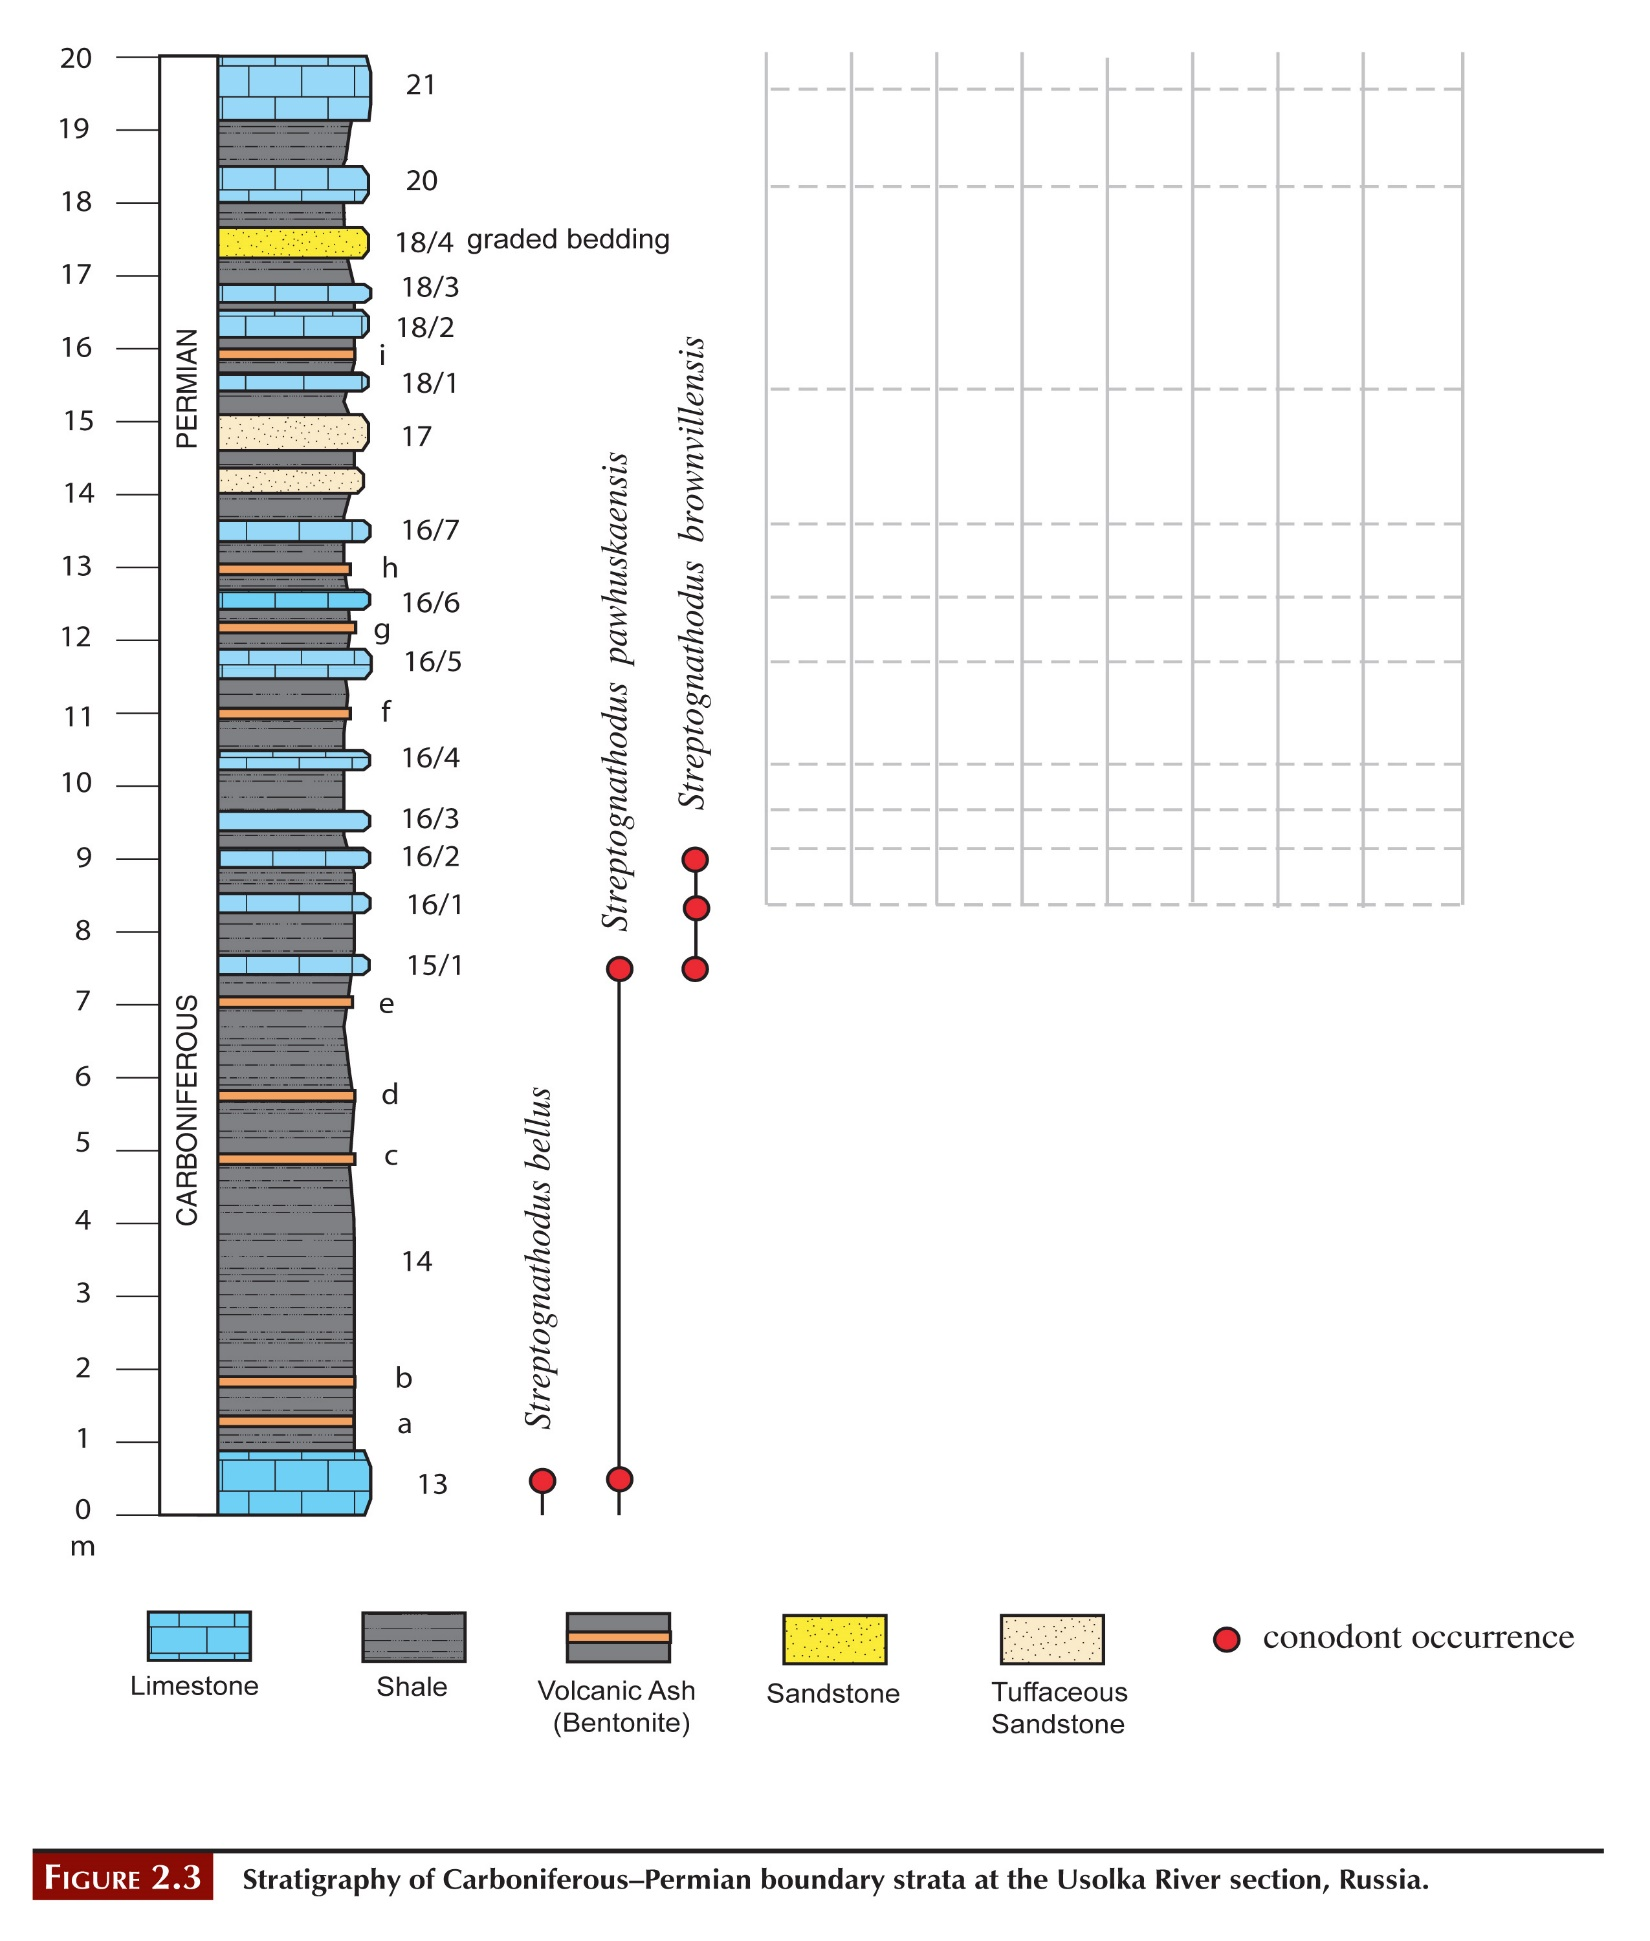 20
21
19
20
18
18/4 graded bedding
17
18/3
18/2
16
i
18/1
15
17
14
16/7
13
h
16/6
12
g
16/5
11
f
16/4
10
16/3
9
16/2
16/1
8
15/1
7
e
6
d
5
c
4
14
3
2
b
a
1
13
0
m
PERMIAN
CARBONIFEROUS
Streptognathodus bellus
Streptognathodus pawhuskaensis
Streptognathodus brownvillensis
Limestone
Shale
Volcanic Ash
(Bentonite)
Sandstone
Tuffaceous
Sandstone
conodont occurrence
FIGURE 2.3 Stratigraphy of Carboniferous–Permian boundary strata at the Usolka River section, Russia.